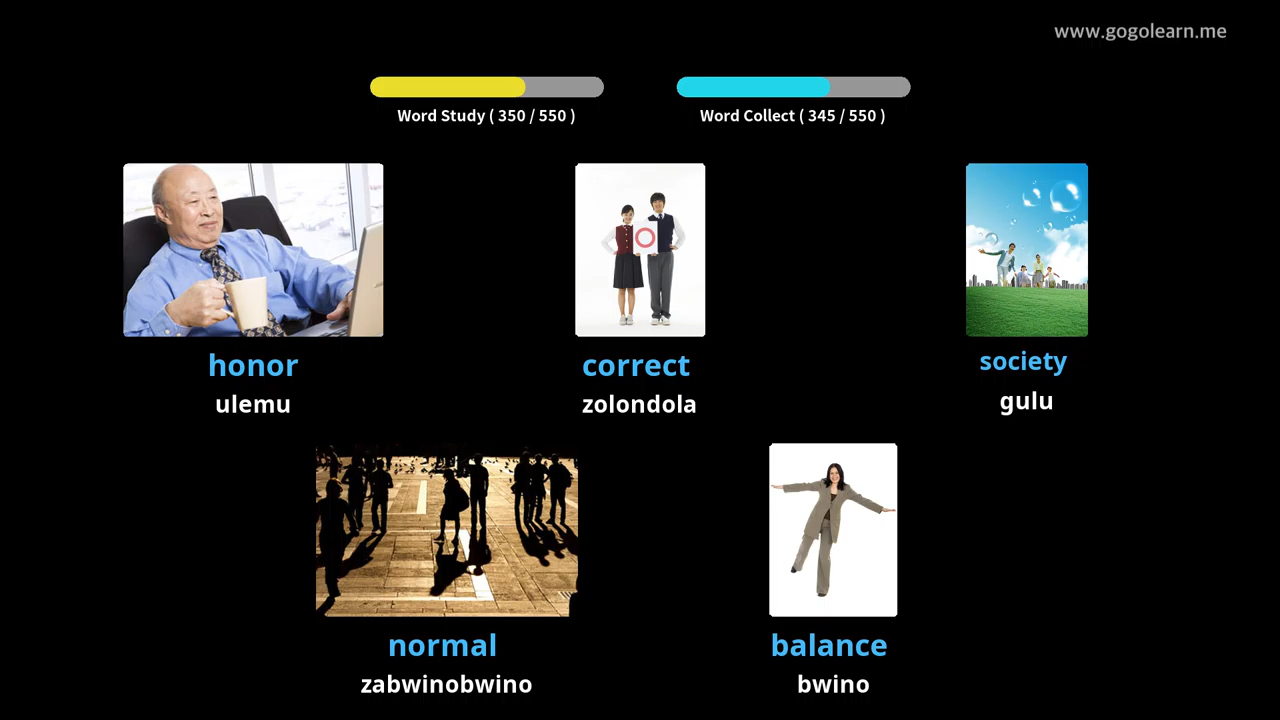 www.gogolearn.me
Word Study ( 350 / 550 )
Word Collect ( 345 / 550 )
honor
ulemu
correct
zolondola
society
gulu
normal
zabwinobwino
balance
bwino